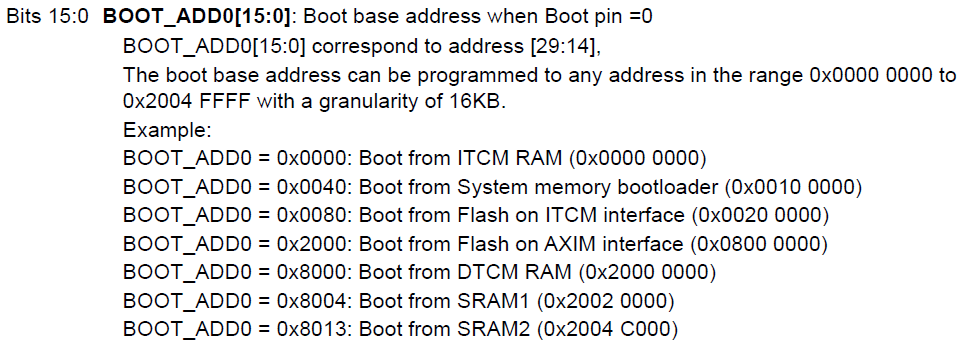 Bits 15:0 BOOT_ADD0[15:0]: Boot base address when Boot pin =0
BOOT_ADD0[15:0] correspond to address [29:14],
The boot base address can be programmed to any address in the range 0x0000 0000 to
0x2004 FFFF with a granularity of 16KB.
Example:
BOOT_ADD0 = 0x0000: Boot from ITCM RAM (0x0000 0000)
BOOT_ADD0 = 0x0040: Boot from System memory bootloader (0x0010 0000)
BOOT_ADD0 = 0x0080: Boot from Flash on ITCM interface (0x0020 0000)
BOOT_ADD0 = 0x2000: Boot from Flash on AXIM interface (0x0800 0000)
BOOT_ADD0 = 0x8000: Boot from DTCM RAM (0x2000 0000)
BOOT_ADD0 = 0x8004: Boot from SRAM1 (0x2002 0000)
BOOT_ADD0 = 0x8013: Boot from SRAM2 (0x2004 C000)